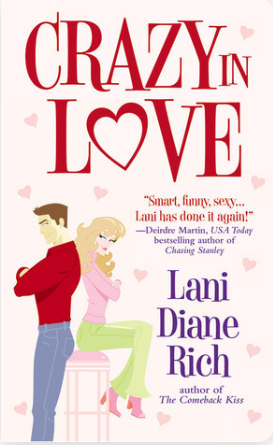 CRAZY IN
LOVE
“Smart, funny, sexy...
Lani has done it again!”
—Deirdre Martin, USA Today
bestselling author of
Chasing Stanley
Lani
Diane
Rich
author of
The Comeback Kiss